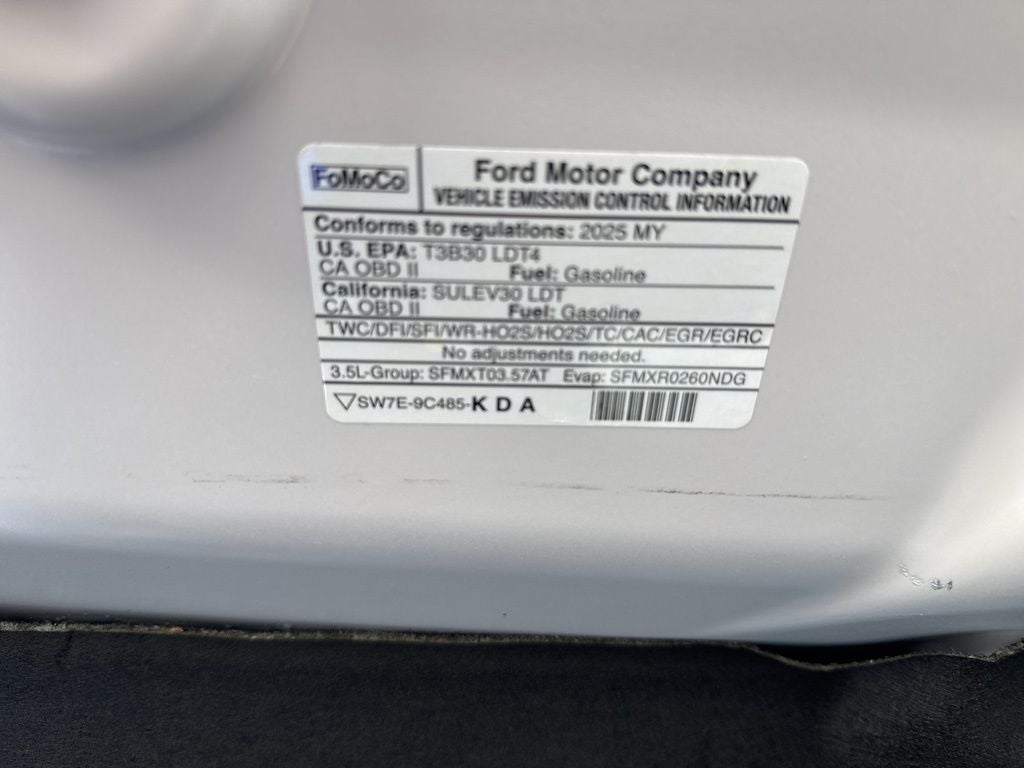 FoMoCo
Ford Motor Company
VEHICLE EMISSION CONTROL INFORMATION
Conforms to regulations: 2025 MY
U.S. EPA: T3B30 LDT4
CA OBD II Fuel: Gasoline
California: SULEV30 LDT
CA OBD II Fuel: Gasoline
TWC/DFI/SFI/WR-HO2S/HO2S/TC/CAC/EGR/EGRC
No adjustments needed.
3.5L-Group: SFMXT03.57AT Evap: SFMXR0260NDG
SW7E-9C485-K D A